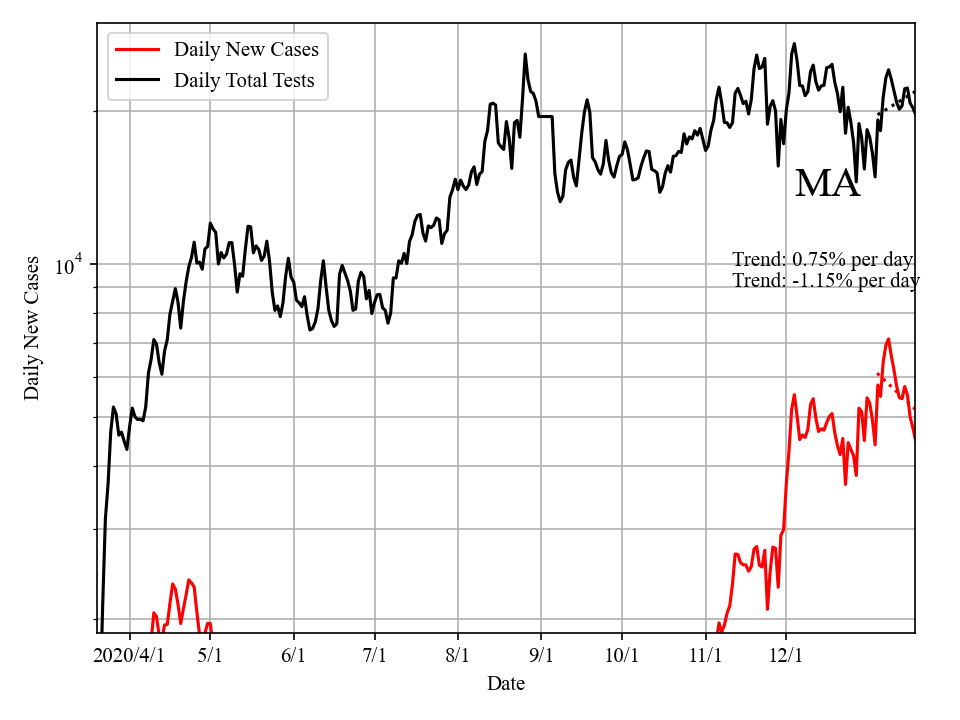 Daily New Cases
Daily Total Tests
MA
Trend: 0.75% per day
Trend: -1.15% per day
10^4
Daily New Cases
2020/4/1 5/1 6/1 7/1 8/1 9/1 10/1 11/1 12/1
Date